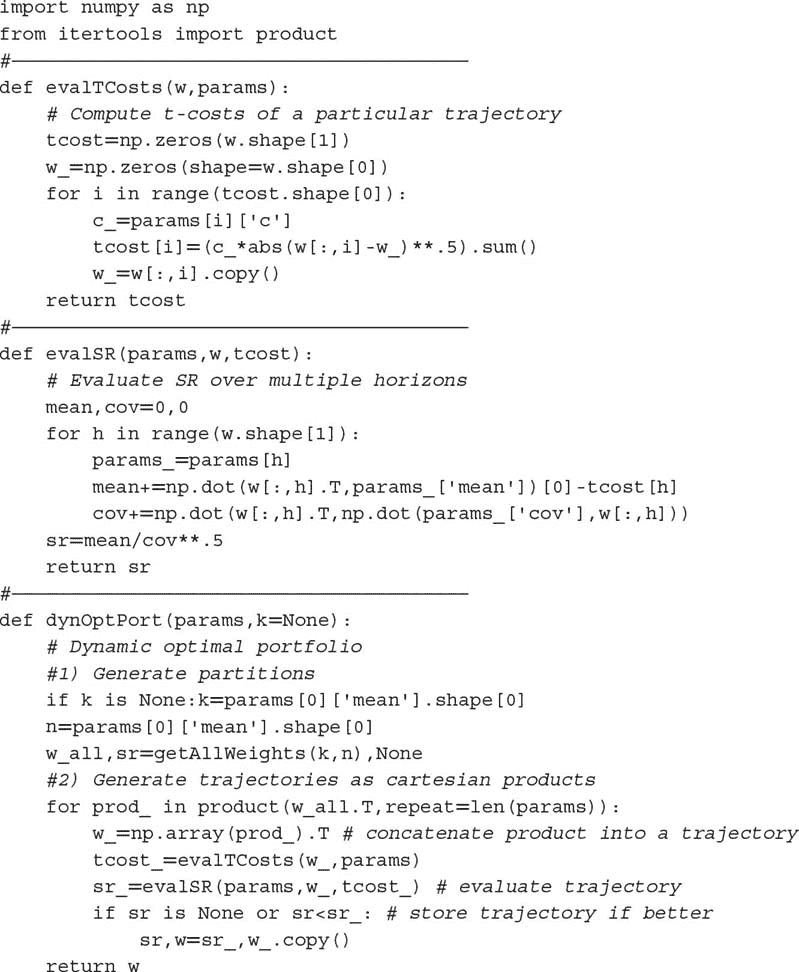 import numpy as np
from itertools import product
#———————————————————————————————————————
def evalTCosts(w,params):
    # Compute t-costs of a particular trajectory
    tcost=np.zeros(w.shape[1])
    w_=np.zeros(shape=w.shape[0])
    for i in range(tcost.shape[0]):
        c_=params[i]['c']
        tcost[i]=(c_*abs(w[:,i]-w_)**.5).sum()
        w_=w[:,i].copy()
    return tcost
#———————————————————————————————————————
def evalSR(params,w,tcost):
    # Evaluate SR over multiple horizons
    mean,cov=0,0
    for h in range(w.shape[1]):
        params_=params[h]
        mean+=np.dot(w[:,h].T,params_['mean'])[0]-tcost[h]
        cov+=np.dot(w[:,h].T,np.dot(params_['cov'],w[:,h]))
    sr=mean/cov**.5
    return sr
#———————————————————————————————————————
def dynOptPort(params,k=None):
    # Dynamic optimal portfolio
    #1) Generate partitions
    if k is None:k=params[0]['mean'].shape[0]
    n=params[0]['mean'].shape[0]
    w_all,sr=getAllWeights(k,n),None
    #2) Generate trajectories as cartesian products
    for prod_ in product(w_all.T,repeat=len(params)):
        w_=np.array(prod_).T # concatenate product into a trajectory
        tcost_=evalTCosts(w_,params)
        sr_=evalSR(params,w_,tcost_) # evaluate trajectory
        if sr is None or sr<sr_: # store trajectory if better
            sr,w=sr_,w_.copy()
    return w